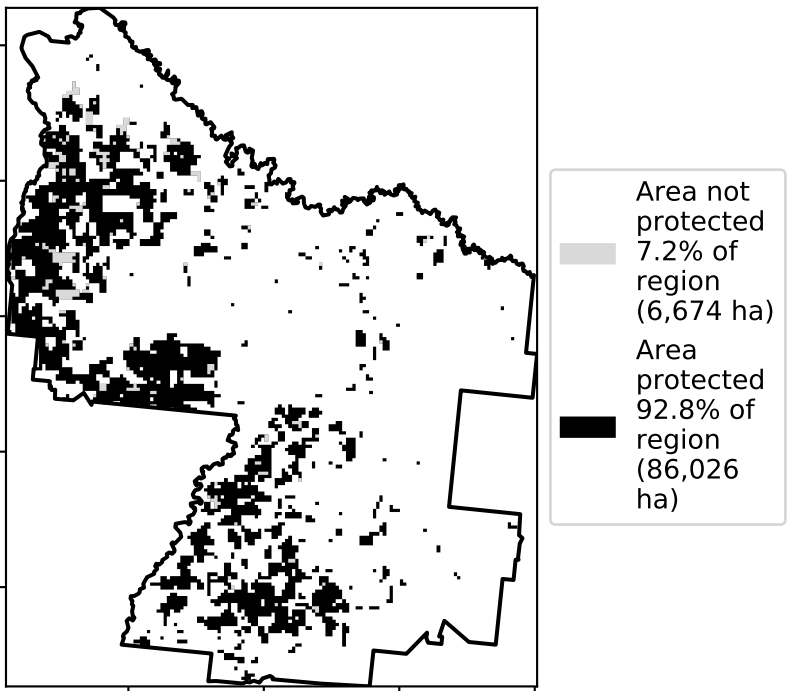 Area not
protected
7.2% of
region
(6,674 ha)
Area
protected
92.8% of
region
(86,026
ha)